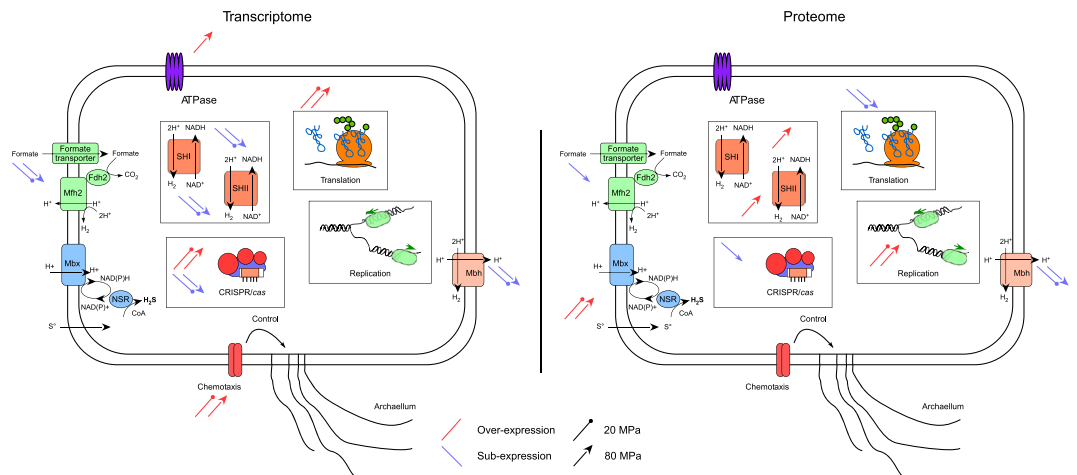 Transcriptome
ATPase
Formate
Formate
transporter
Formate
Fdh2
CO₂
Mfh2
H⁺
H⁺
2H⁺
H₂
2H⁺
NADH
SHI
H₂
NAD⁺
2H⁺
NADH
SHII
H₂
NAD⁺
Translation
Replication
CRISPR/cas
Mbx
H+
H+
NAD(P)H
NAD(P)+
NSR
H₂S
CoA
S°
2H⁺
H⁺
H⁺
Mbh
H₂
Control
Chemotaxis
Archaellum
Proteome
ATPase
Formate
Formate
transporter
Formate
Fdh2
CO₂
Mfh2
H⁺
H⁺
2H⁺
H₂
2H⁺
NADH
SHI
H₂
NAD⁺
2H⁺
NADH
SHII
H₂
NAD⁺
Translation
Replication
CRISPR/cas
Mbx
H+
H+
NAD(P)H
NAD(P)+
NSR
H₂S
CoA
S°
S°
2H⁺
H⁺
H⁺
Mbh
H₂
Control
Chemotaxis
Archaellum
Over-expression
20 MPa
Sub-expression
80 MPa